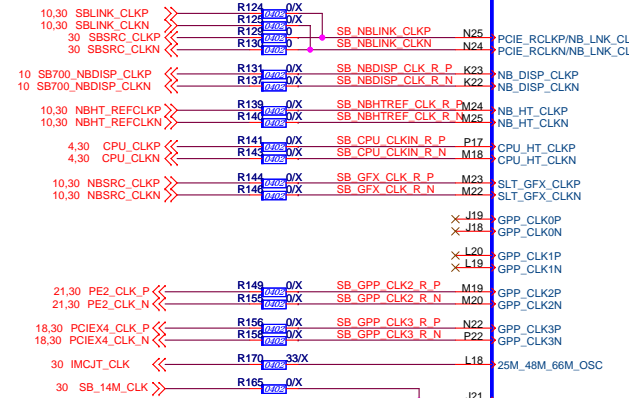 10,30 SBLINK_CLKP R124 0/X
10,30 SBLINK_CLKN R125 0/X
30 SBSRC_CLKP R129 0 SB_NBLINK_CLKP N25 PCIE_RCLKP/NB_LNK_CL
30 SBSRC_CLKN R130 0 SB_NBLINK_CLKN N24 PCIE_RCLKN/NB_LNK_CL
10 SB700_NBDISP_CLKP R131 0/X SB_NBDISP_CLK_R_P K23 NB_DISP_CLKP
10 SB700_NBDISP_CLKN R137 0/X SB_NBDISP_CLK_R_N K22 NB_DISP_CLKN
10,30 NBHT_REFCLKP R139 0/X SB_NBHTREF_CLK_R_P M24 NB_HT_CLKP
10,30 NBHT_REFCLKN R140 0/X SB_NBHTREF_CLK_R_N M25 NB_HT_CLKN
4,30 CPU_CLKP R141 0/X SB_CPU_CLKIN_R_P P17 CPU_HT_CLKP
4,30 CPU_CLKN R143 0/X SB_CPU_CLKIN_R_N M18 CPU_HT_CLKN
10,30 NBSRC_CLKP R144 0/X SB_GFX_CLK_R_P M23 SLT_GFX_CLKP
10,30 NBSRC_CLKN R146 0/X SB_GFX_CLK_R_N M22 SLT_GFX_CLKN
J19 GPP_CLK0P
J18 GPP_CLK0N
L20 GPP_CLK1P
L19 GPP_CLK1N
21,30 PE2_CLK_P R149 0/X SB_GPP_CLK2_R_P M19 GPP_CLK2P
21,30 PE2_CLK_N R155 0/X SB_GPP_CLK2_R_N M20 GPP_CLK2N
18,30 PCIEX4_CLK_P R156 0/X SB_GPP_CLK3_R_P N22 GPP_CLK3P
18,30 PCIEX4_CLK_N R158 0/X SB_GPP_CLK3_R_N P22 GPP_CLK3N
30 IMCJT_CLK R170 33/X L18 25M_48M_66M_OSC
30 SB_14M_CLK R165 0/X
J21